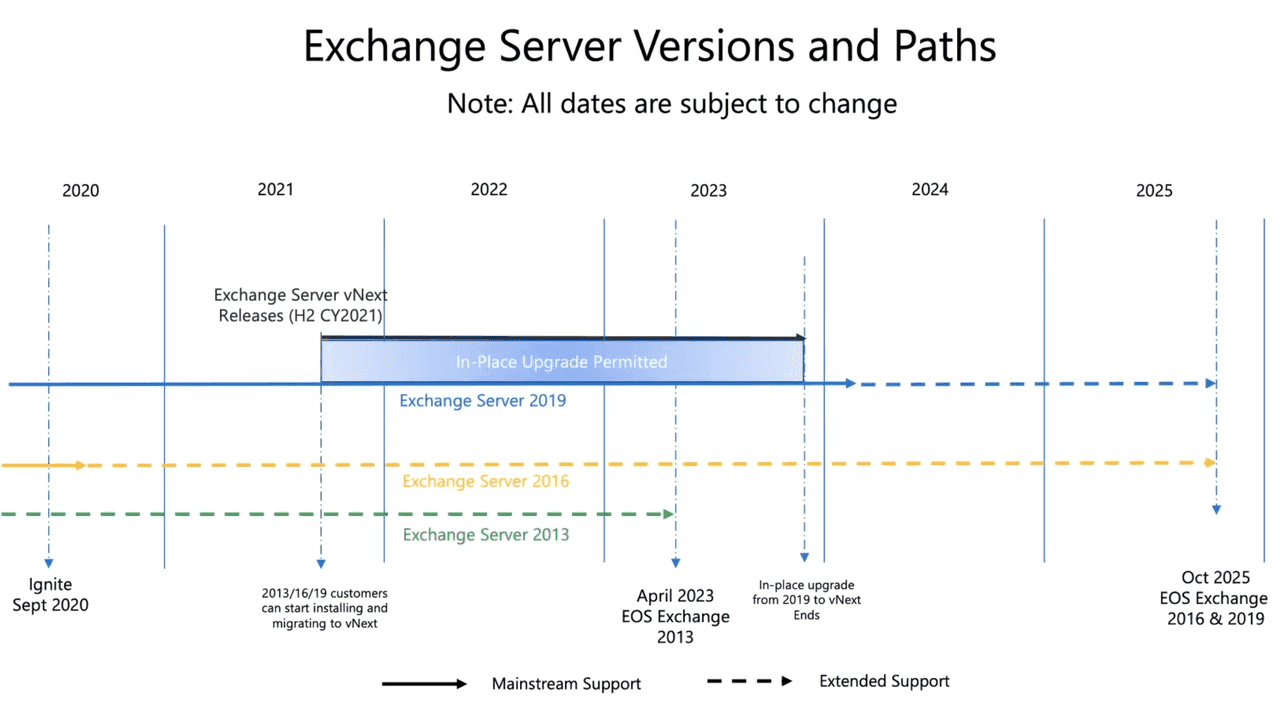 Exchange Server Versions and Paths
Note: All dates are subject to change
2020
2021
2022
2023
2024
2025
Exchange Server vNext
Releases (H2 CY2021)
In-Place Upgrade Permitted
Exchange Server 2019
Exchange Server 2016
Exchange Server 2013
Ignite
Sept 2020
2013/16/19 customers
can start installing and
migrating to vNext
April 2023
EOS Exchange
2013
In-place upgrade
from 2019 to vNext
Ends
Oct 2025
EOS Exchange
2016 & 2019
Mainstream Support
Extended Support